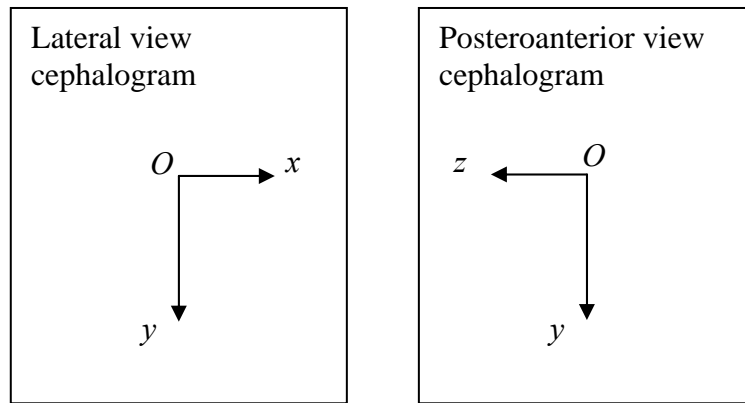 Lateral view
cephalogram
O
x
y
Posteroanterior view
cephalogram
z
O
y